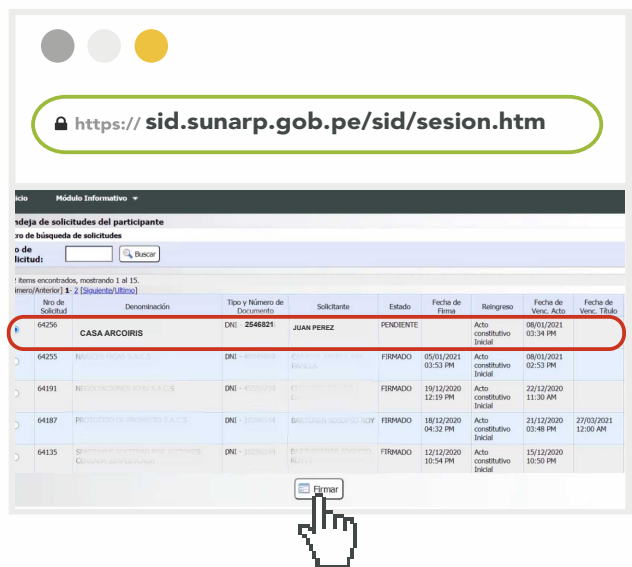 https:// sid.sunarp.gob.pe/sid/sesion.htm
icio Módulo Informativo
ndeja de solicitudes del participante
ro de búsqueda de solicitudes
o de
licitud: Buscar
items encontrados, mostrando 1 al 15.
imero/Anterior] 1- 2 [Siguiente/Ultimo]
Nro de Solicitud Denominación Tipo y Número de Documento Solicitante Estado Fecha de Firma Reingreso Fecha de Venc. Acto Fecha de Venc. Título
64256 CASA ARCOIRIS DNI - 2546821 JUAN PEREZ PENDIENTE Acto constitutivo Inicial 08/01/2021 03:34 PM
64255 DNI - FIRMADO 05/01/2021 03:53 PM Acto constitutivo Inicial 08/01/2021 02:53 PM
64191 DNI - FIRMADO 19/12/2020 12:19 PM Acto constitutivo Inicial 22/12/2020 11:30 AM
64187 DNI - FIRMADO 18/12/2020 04:32 PM Acto constitutivo Inicial 21/12/2020 03:48 PM 27/03/2021 12:00 AM
64135 DNI - FIRMADO 12/12/2020 10:54 PM Acto constitutivo Inicial 15/12/2020 10:50 PM
Firmar